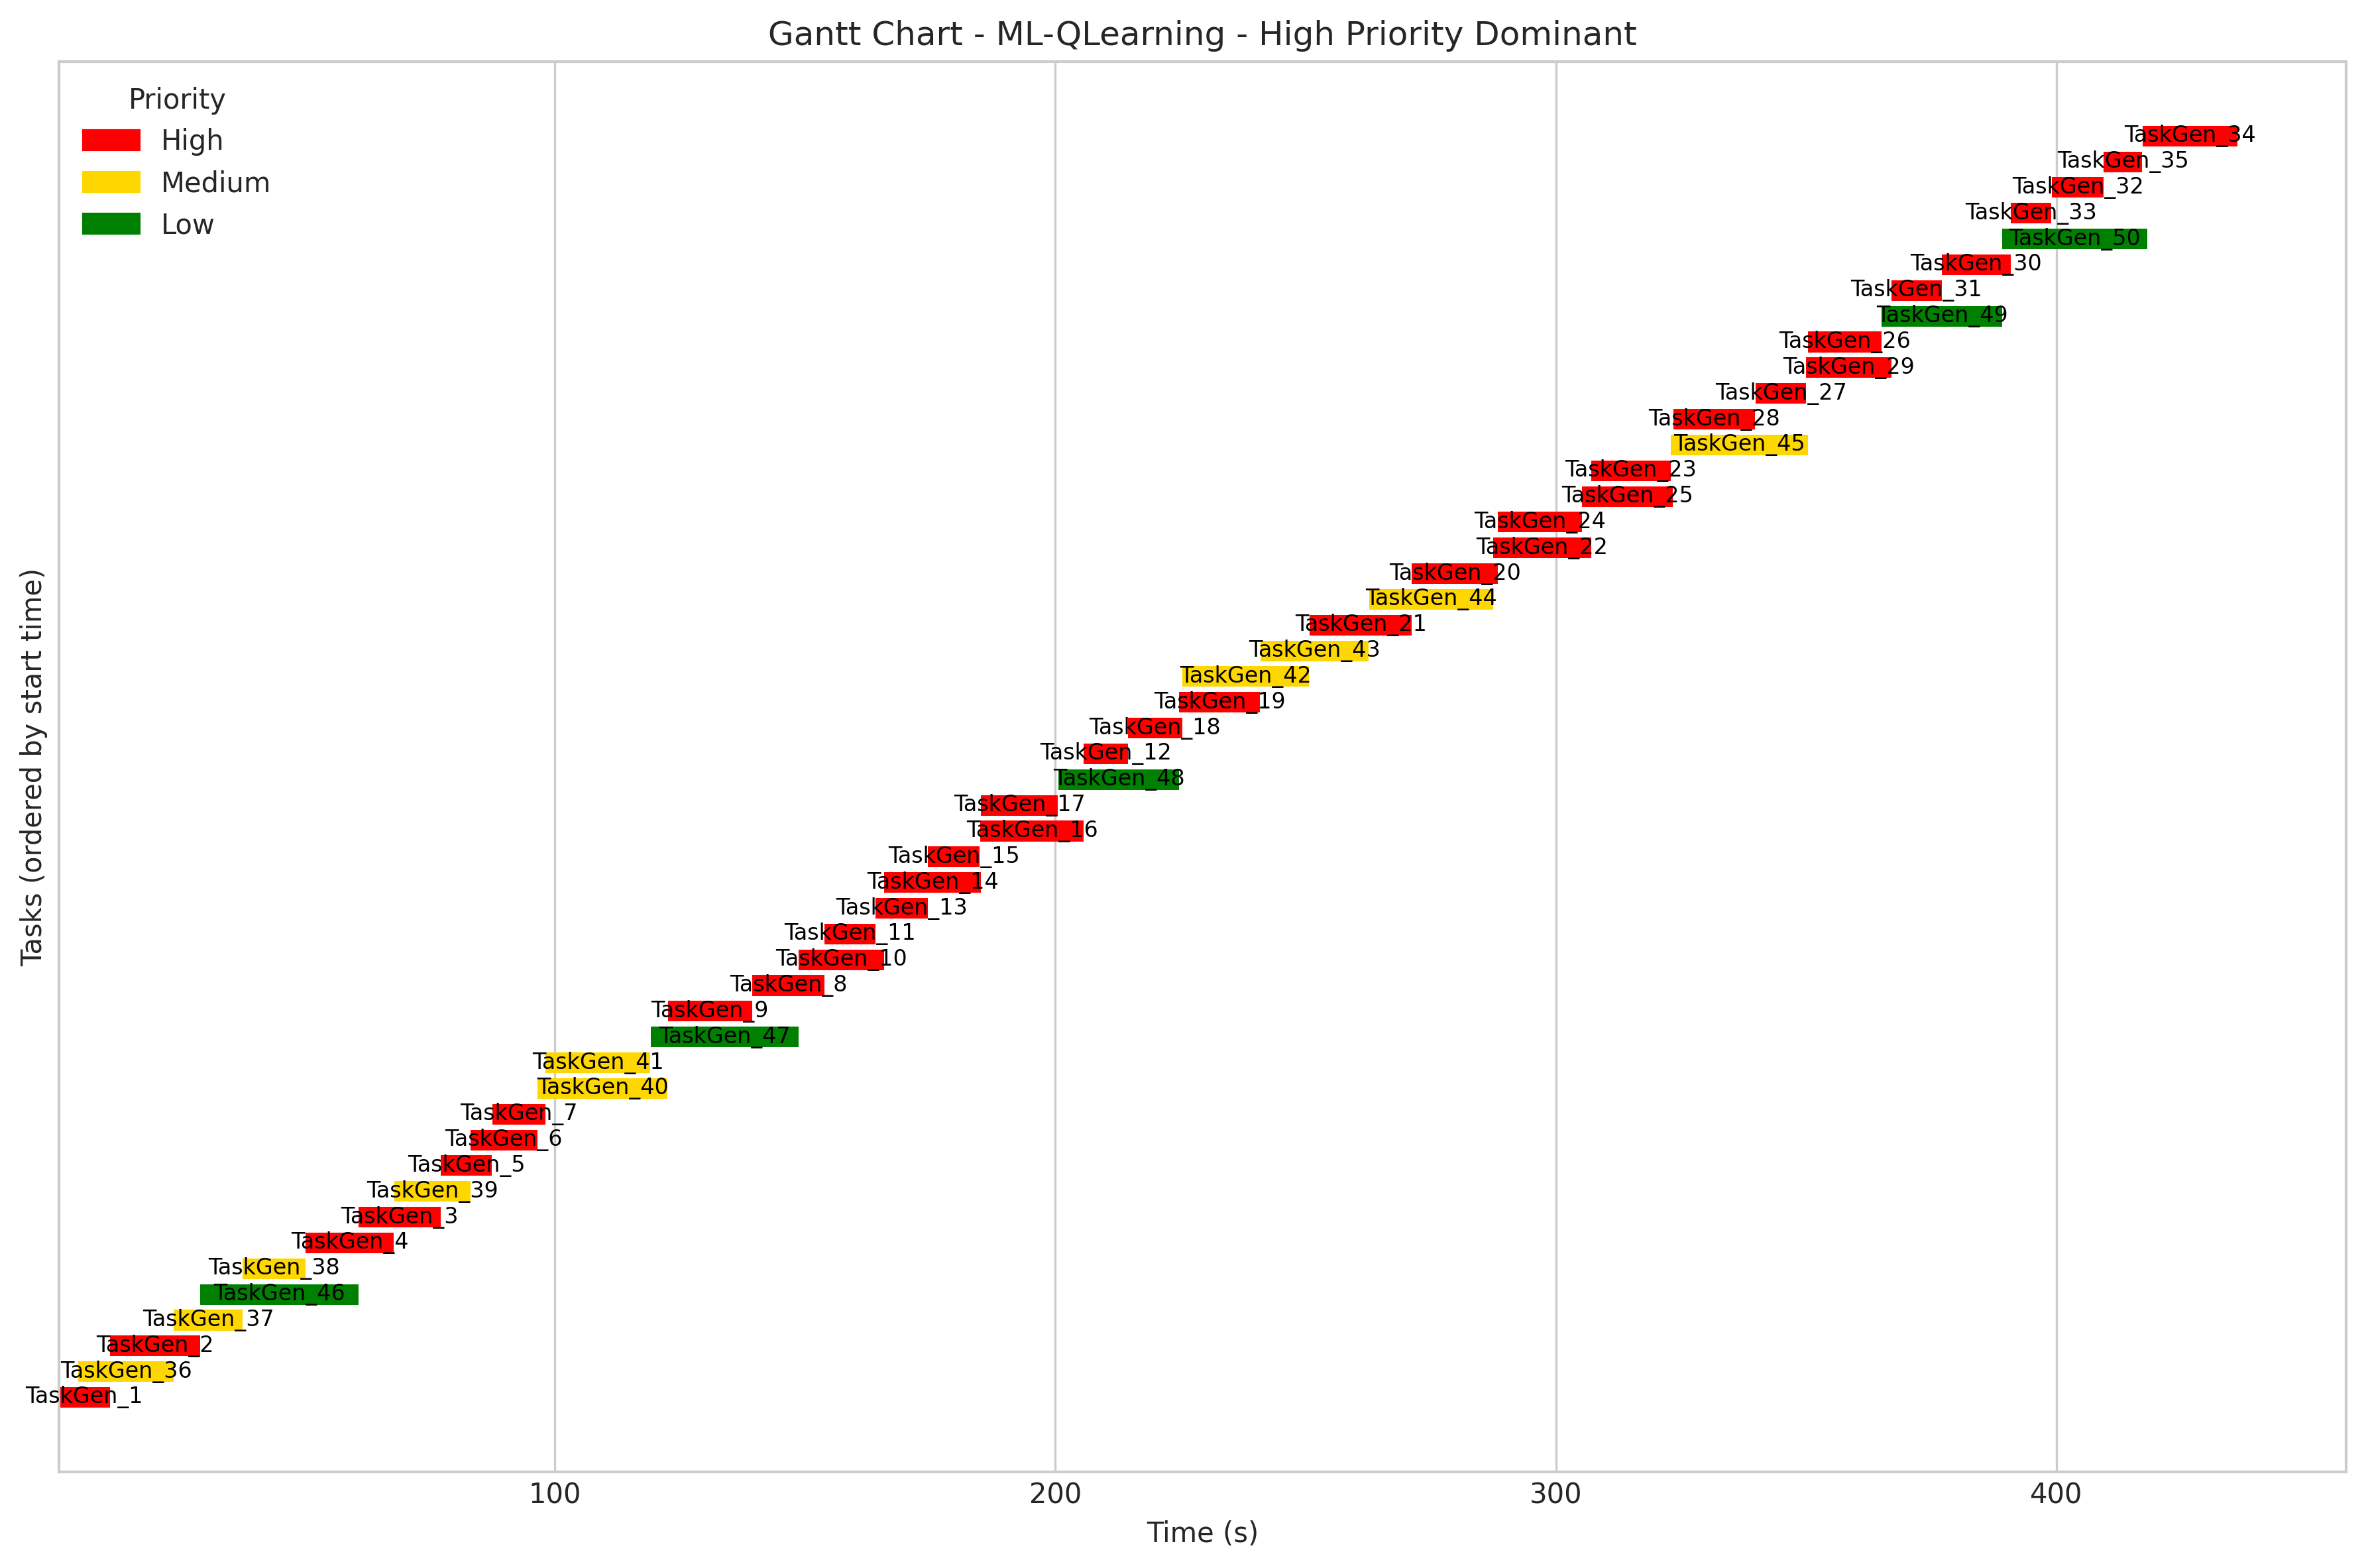 Gantt Chart - ML-QLearning - High Priority Dominant
Priority
High
Medium
Low
TaskGen_34
TaskGen_35
TaskGen_32
TaskGen_33
TaskGen_50
TaskGen_30
TaskGen_31
TaskGen_49
TaskGen_26
TaskGen_29
TaskGen_27
TaskGen_28
TaskGen_45
TaskGen_23
TaskGen_25
TaskGen_24
TaskGen_22
TaskGen_20
TaskGen_44
TaskGen_21
TaskGen_43
TaskGen_42
TaskGen_19
TaskGen_18
TaskGen_12
TaskGen_48
TaskGen_17
TaskGen_16
TaskGen_15
TaskGen_14
TaskGen_13
TaskGen_11
TaskGen_10
TaskGen_8
TaskGen_9
TaskGen_47
TaskGen_41
TaskGen_40
TaskGen_7
TaskGen_6
TaskGen_5
TaskGen_39
TaskGen_3
TaskGen_4
TaskGen_38
TaskGen_46
TaskGen_37
TaskGen_2
TaskGen_36
TaskGen_1
Tasks (ordered by start time)
100 200 300 400
Time (s)